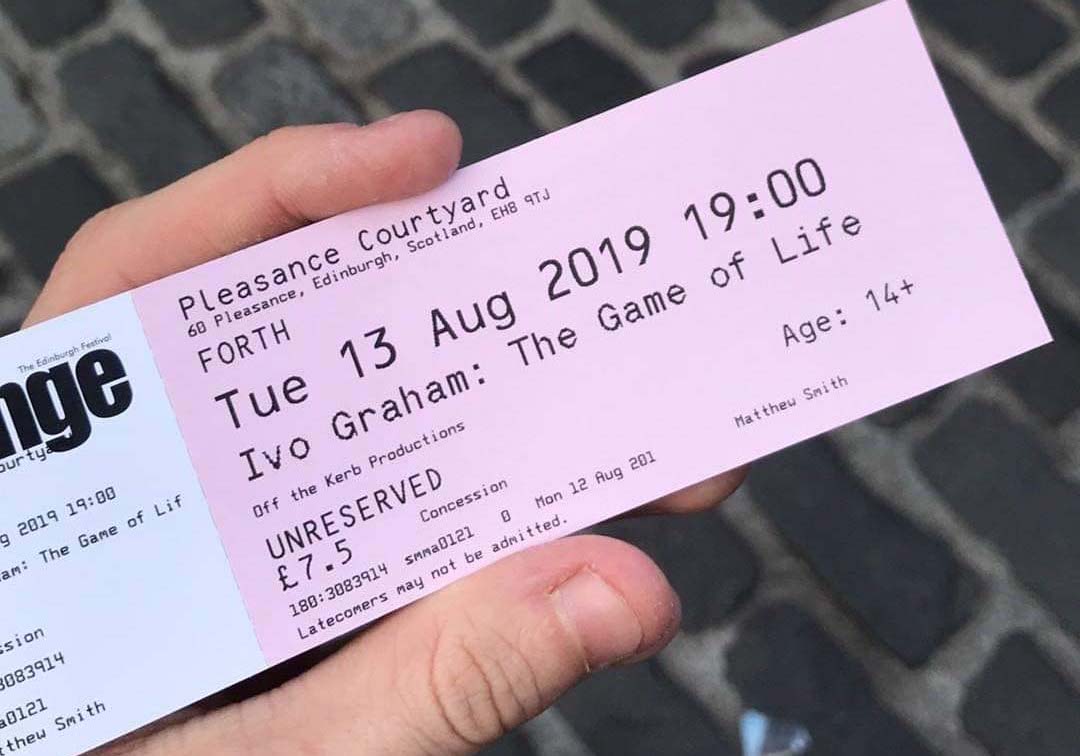 The Edinburgh Festival
nge
ourtya
g 2019 19:00
am: The Game of Lif
ssion
3083914
a0121
thew Smith
Pleasance Courtyard
60 Pleasance, Edinburgh, Scotland, EH8 9TJ
FORTH
Tue 13 Aug 2019 19:00
Ivo Graham: The Game of Life
Off the Kerb Productions
Age: 14+
UNRESERVED
£7.5 Concession
Matthew Smith
180:3083914 smma0121 0 Mon 12 Aug 201
Latecomers may not be admitted.